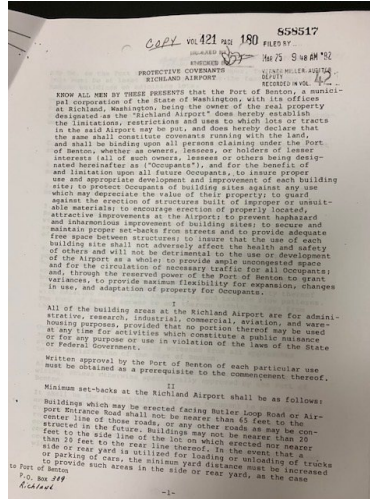 858517
COPY VOL 421 PAGE 180 FILED BY
MAR 25 9 48 AM '82
PROTECTIVE COVENANTS
RICHLAND AIRPORT
DEPUTY
RECORDED IN VOL.
KNOW ALL MEN BY THESE PRESENTS that the Port of Benton, a munici-
pal corporation of the State of Washington, with its offices
at Richland, Washington, being the owner of the real property
designated as the "Richland Airport" does hereby establish
the limitations, restrictions and uses to which lots or tracts
in the said Airport may be put, and does hereby declare that
the same shall constitute covenants running with the land,
and shall be binding upon all persons claiming under the Port
of Benton, whether as owners, lessees, or holders of lesser
interests (all of such owners, lessees or others being desig-
nated hereinafter as ("Occupants"), and for the benefit of
and limitation upon all future Occupants, to insure proper
use and appropriate development and improvement of each building
site; to protect Occupants of building sites against any use
which may depreciate the value of their property; to guard
against the erection of structures built of improper or unsuit-
able materials; to encourage erection of properly located,
attractive improvements at the Airport; to prevent haphazard
and inharmonious improvement of building sites; to secure and
maintain proper set-backs from streets and to provide adequate
free space between structures; to insure that the use of each
building site shall not adversely affect the health and safety
of others and will not be detrimental to the use or development
of the Airport as a whole; to provide ample uncongested space
and for the circulation of necessary traffic for all Occupants;
and, through the reserved power of the Port of Benton to grant
variances, to provide maximum flexibility for expansion, changes
in use, and adaptation of property for Occupants.
I
All of the building areas at the Richland Airport are for admini-
strative, research, industrial, commercial, aviation, and ware-
housing purposes, provided that no portion thereof may be used
at any time for activities which constitute a public nuisance
or for any purpose or use in violation of the laws of the State
or Federal Government.
Written approval by the Port of Benton of each particular use
must be obtained as a prerequisite to the commencement thereof.
II
Minimum set-backs at the Richland Airport shall be as follows:
Buildings which may be erected facing Butler Loop Road or Air-
port Entrance Road shall not be nearer than 65 feet to the
center line of those roads, or any other roads as may be con-
structed in the future. Buildings may not be nearer than 20
feet to the side line of the lot on which erected nor nearer
than 20 feet to the rear line thereof. In the event that a
side or rear yard is utilized for loading or unloading of trucks
or parking of cars, the minimum yard distance must be increased
to provide such areas in the side or rear yard, as the case
to Port of Benton
P.O. Box 309
Richland
-1-